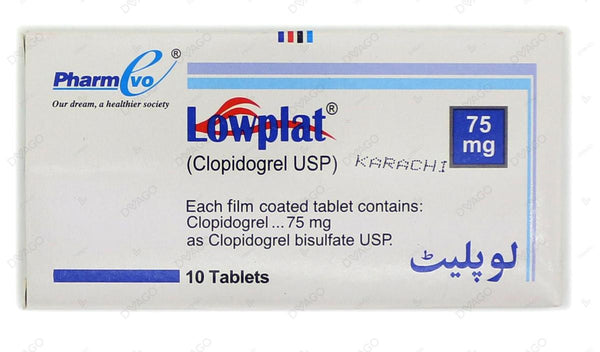 PharmEvo®
Our dream, a healthier society
Lowplat®
75
mg
(Clopidogrel USP)
KARACHI
Each film coated tablet contains:
Clopidogrel ... 75 mg
as Clopidogrel bisulfate USP.
لوپلیٹ
10 Tablets
DVAGO